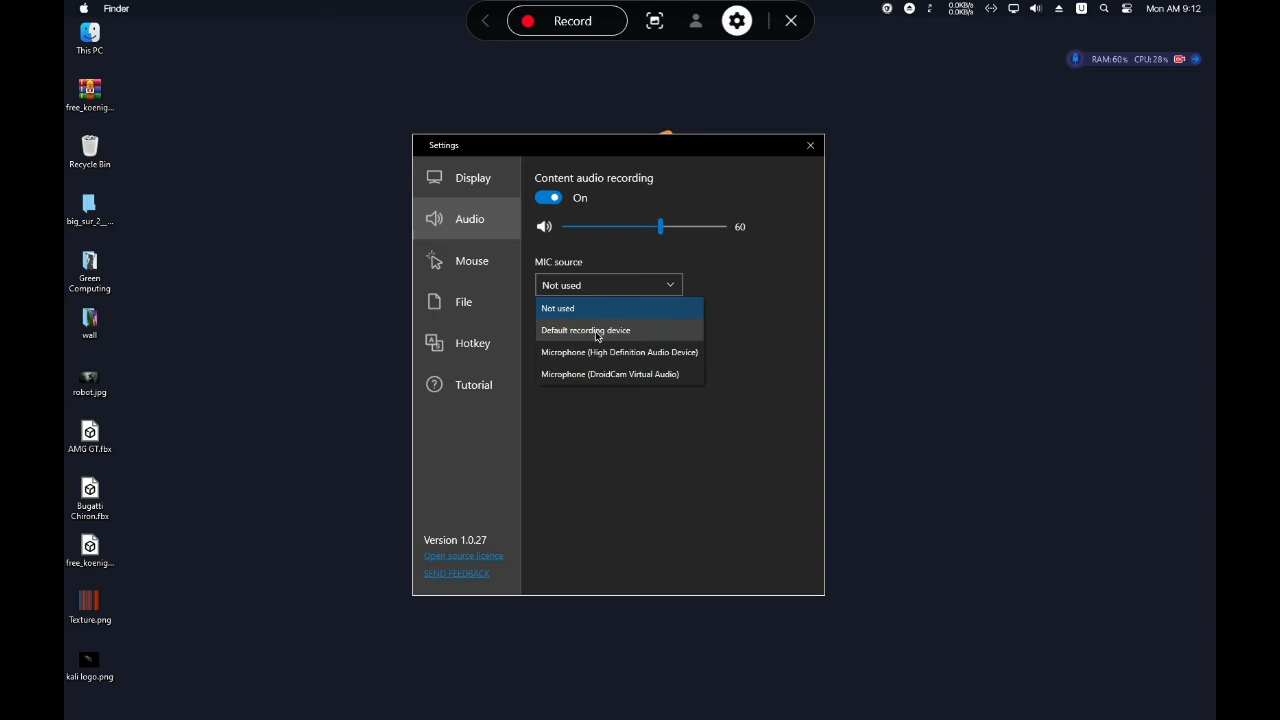 Finder
Record
0.0KB/s
0.0KB/s
U
Mon AM 9:12
This PC
RAM:60% CPU:28%
free_koenig...
Recycle Bin
big_sur_2__...
Green
Computing
wall
robot.jpg
AMG GT.fbx
Bugatti
Chiron.fbx
free_koenig...
Texture.png
kali logo.png
Settings
Display
Audio
Mouse
File
Hotkey
Tutorial
Version 1.0.27
Open source licence
SEND FEEDBACK
Content audio recording
On
60
MIC source
Not used
Not used
Default recording device
Microphone (High Definition Audio Device)
Microphone (DroidCam Virtual Audio)